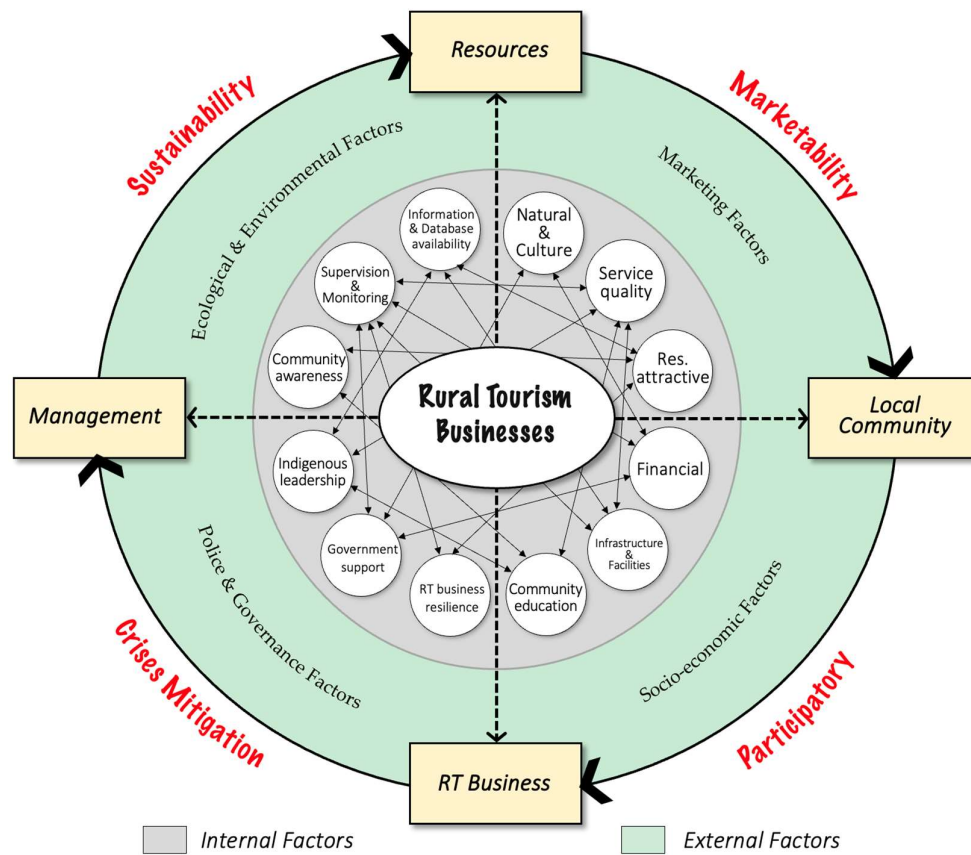 Resources
Sustainability
Marketability
Ecological & Environmental Factors
Marketing Factors
Information
& Database
availability
Natural
&
Culture
Supervision
&
Monitoring
Service
quality
Community
awareness
Res.
attractive
Rural Tourism
Businesses
Management
Local
Community
Indigenous
leadership
Financial
Government
support
Infrastructure
&
Facilities
RT business
resilience
Community
education
Police & Governance Factors
Socio-economic Factors
Crises Mitigation
Participatory
RT Business
Internal Factors
External Factors